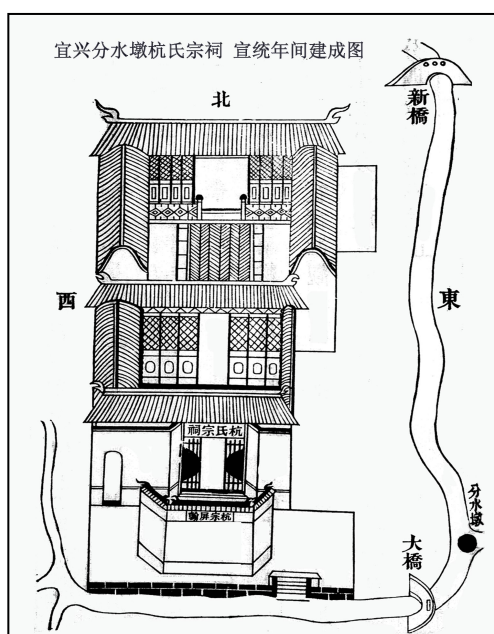 宜兴分水墩杭氏宗祠 宣统年间建成图
北
新橋
西
東
杭氏宗祠
杭宗屏翰
分水墩
大橋